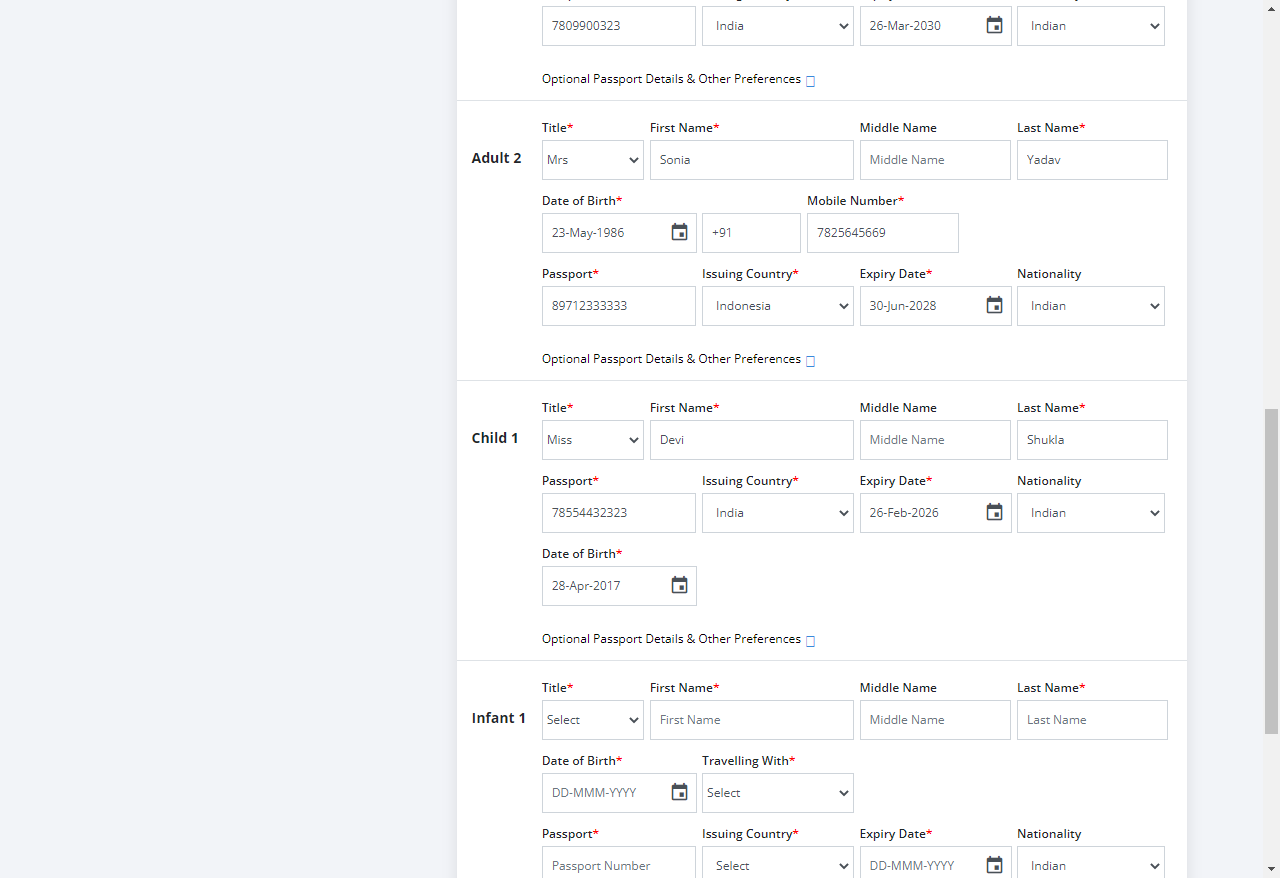 7809900323 India 26-Mar-2030 Indian
Optional Passport Details & Other Preferences
Title* First Name* Middle Name Last Name*
Adult 2 Mrs Sonia Middle Name Yadav
Date of Birth* Mobile Number*
23-May-1986 +91 7825645669
Passport* Issuing Country* Expiry Date* Nationality
89712333333 Indonesia 30-Jun-2028 Indian
Optional Passport Details & Other Preferences
Title* First Name* Middle Name Last Name*
Child 1 Miss Devi Middle Name Shukla
Passport* Issuing Country* Expiry Date* Nationality
78554432323 India 26-Feb-2026 Indian
Date of Birth*
28-Apr-2017
Optional Passport Details & Other Preferences
Title* First Name* Middle Name Last Name*
Infant 1 Select First Name Middle Name Last Name
Date of Birth* Travelling With*
DD-MMM-YYYY Select
Passport* Issuing Country* Expiry Date* Nationality
Passport Number Select DD-MMM-YYYY Indian